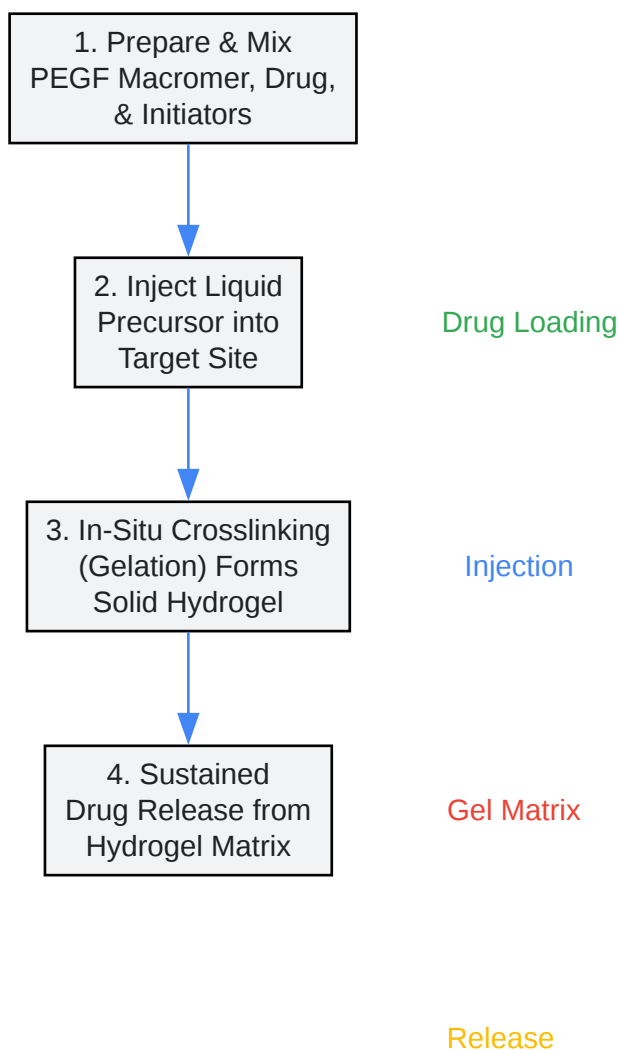 1. Prepare & Mix
PEGF Macromer, Drug,
& Initiators
2. Inject Liquid
Precursor into
Target Site
Drug Loading
3. In-Situ Crosslinking
(Gelation) Forms
Solid Hydrogel
Injection
4. Sustained
Drug Release from
Hydrogel Matrix
Gel Matrix
Release